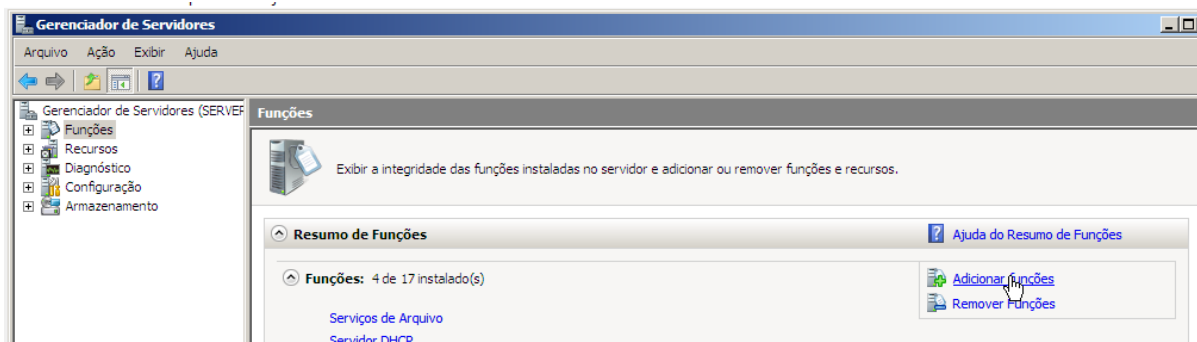 Gerenciador de Servidores
Arquivo Ação Exibir Ajuda
Gerenciador de Servidores (SERVER
Funções
Recursos
Diagnóstico
Configuração
Armazenamento
Funções
Exibir a integridade das funções instaladas no servidor e adicionar ou remover funções e recursos.
Resumo de Funções
Ajuda do Resumo de Funções
Funções: 4 de 17 instalado(s)
Adicionar funções
Remover Funções
Serviços de Arquivo
Servidor DHCP